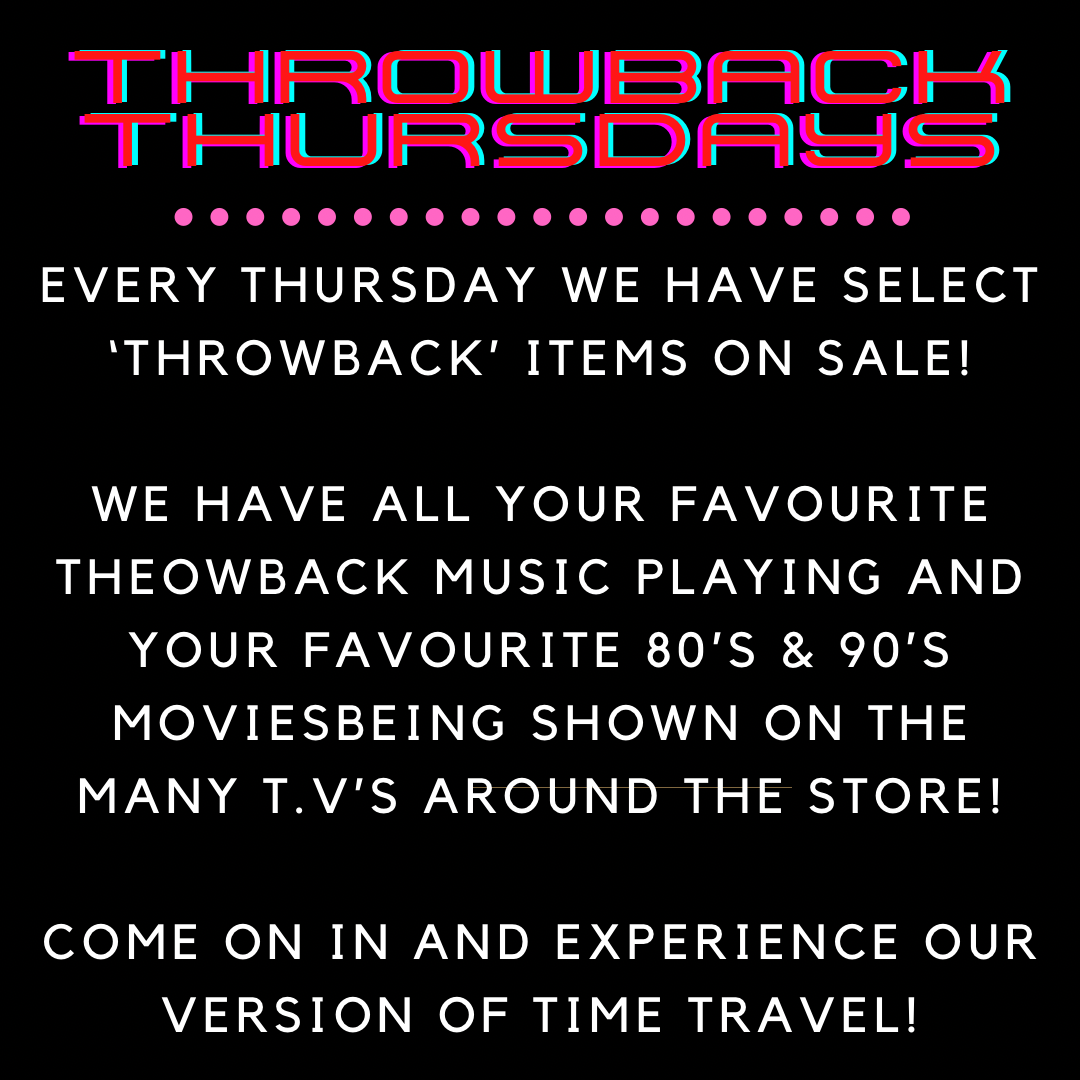 THROWBACK
THURSDAYS
EVERY THURSDAY WE HAVE SELECT
‘THROWBACK’ ITEMS ON SALE!
WE HAVE ALL YOUR FAVOURITE
THEOWBACK MUSIC PLAYING AND
YOUR FAVOURITE 80’S & 90’S
MOVIESBEING SHOWN ON THE
MANY T.V’S AROUND THE STORE!
COME ON IN AND EXPERIENCE OUR
VERSION OF TIME TRAVEL!